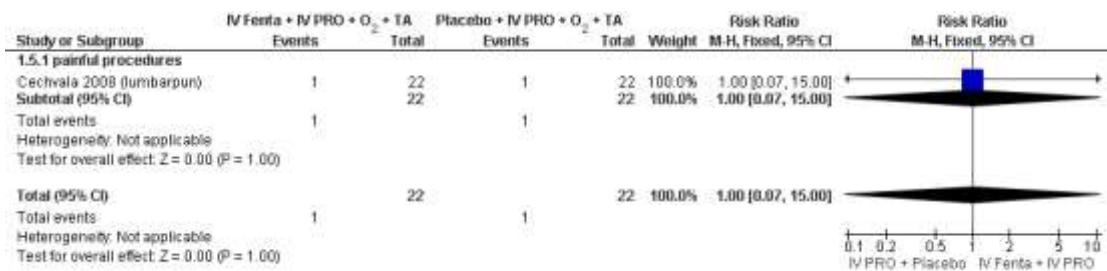 IV Fenta + IV PRO + O₂ + TA Placebo + IV PRO + O₂ + TA Risk Ratio Risk Ratio
Study or Subgroup Events Total Events Total Weight M-H, Fixed, 95% CI M-H, Fixed, 95% CI
1.5.1 painful procedures
Cechvala 2008 (lumbarpun) 1 22 1 22 100.0% 1.00 [0.07, 15.00]
Subtotal (95% CI) 22 22 100.0% 1.00 [0.07, 15.00]
Total events 1 1
Heterogeneity: Not applicable
Test for overall effect: Z = 0.00 (P = 1.00)
Total (95% CI) 22 22 100.0% 1.00 [0.07, 15.00]
Total events 1 1
Heterogeneity: Not applicable
Test for overall effect: Z = 0.00 (P = 1.00)
0.1 0.2 0.5 1 2 5 10
IV PRO + Placebo IV Fenta + IV PRO